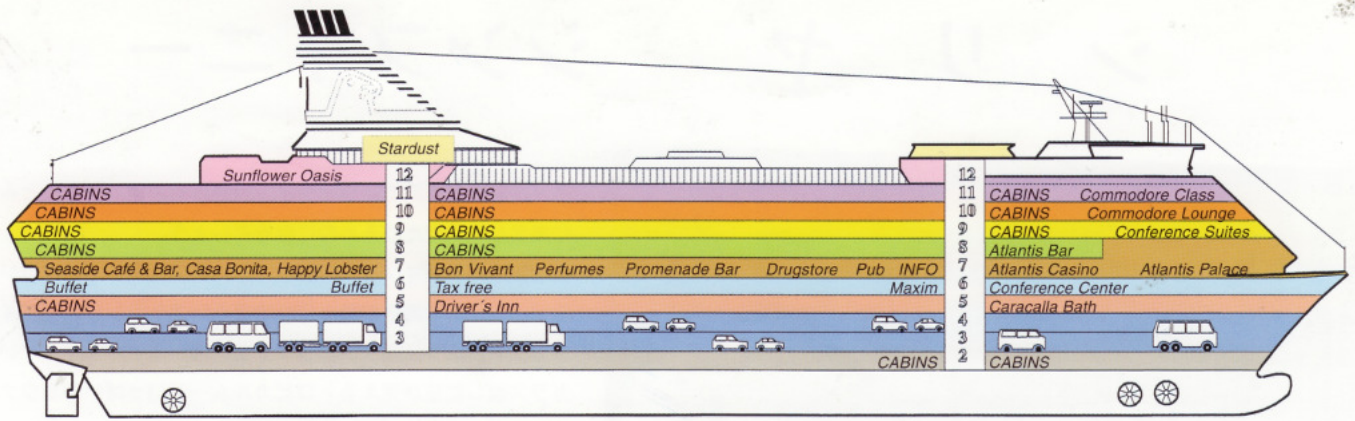 Stardust
Sunflower Oasis 12 12
CABINS 11 CABINS 11 CABINS Commodore Class
CABINS 10 CABINS 10 CABINS Commodore Lounge
CABINS 9 CABINS 9 CABINS Conference Suites
CABINS 8 CABINS 8 Atlantis Bar
Seaside Café & Bar, Casa Bonita, Happy Lobster 7 Bon Vivant Perfumes Promenade Bar Drugstore Pub INFO 7 Atlantis Casino Atlantis Palace
Buffet Buffet 6 Tax free Maxim 6 Conference Center
CABINS 5 Driver´s Inn 5 Caracalla Bath
4 4
3 3
CABINS 2 CABINS